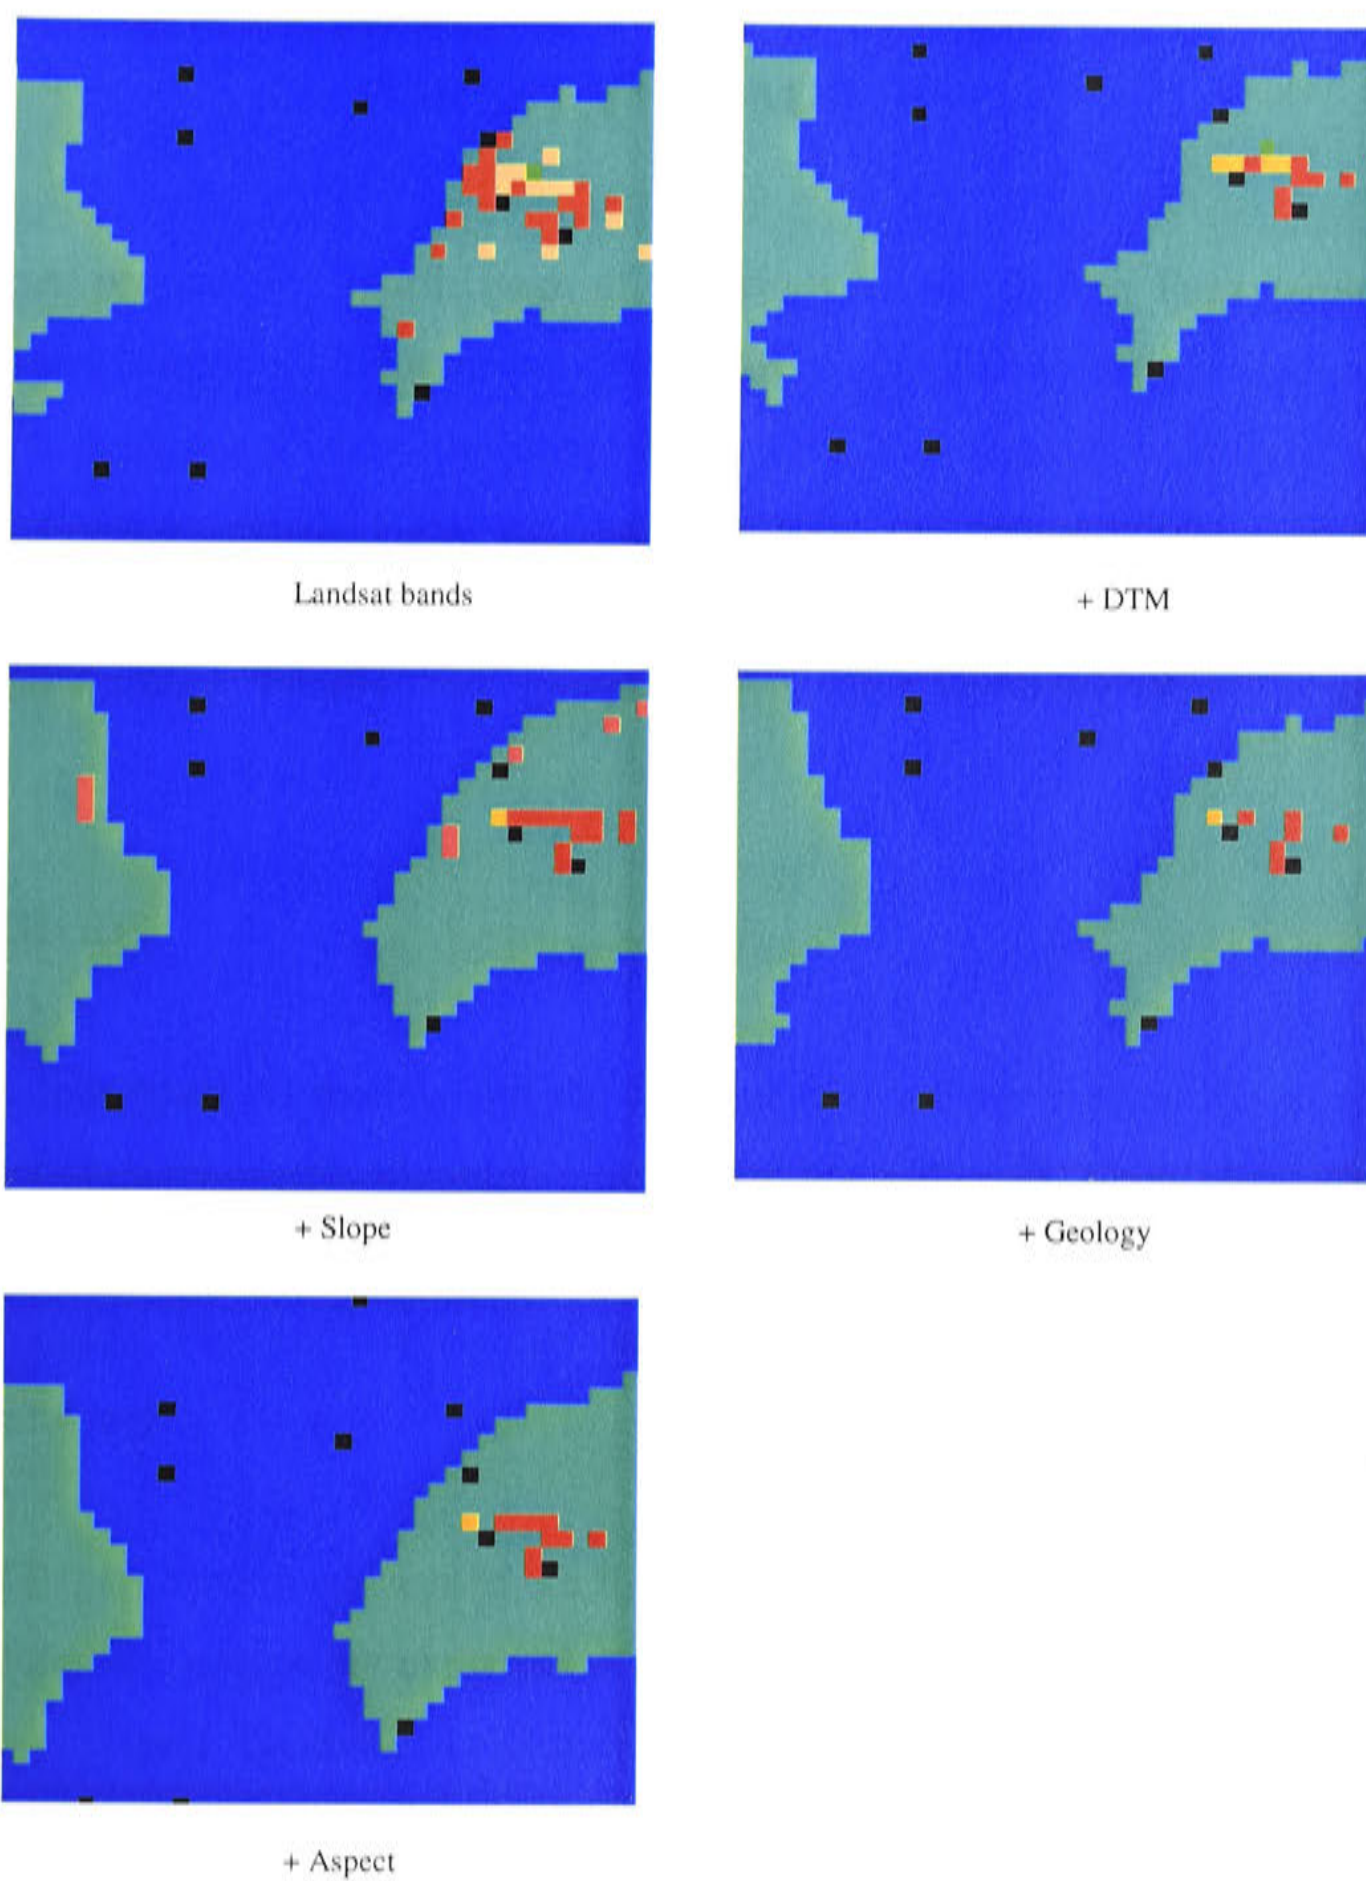 Landsat bands
+ DTM
+ Slope
+ Geology
+ Aspect